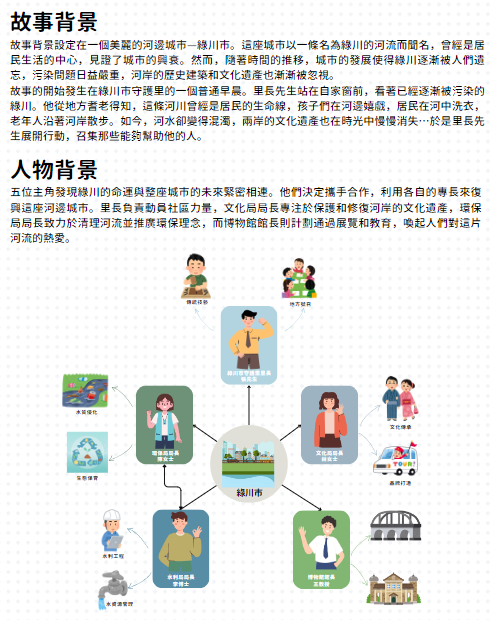 故事背景
故事背景設定在一個美麗的河邊城市—綠川市。這座城市以一條名為綠川的河流而聞名，曾經是居
民生活的中心，見證了城市的興衰。然而，隨著時間的推移，城市的發展使得綠川逐漸被人們遺
忘，污染問題日益嚴重，河岸的歷史建築和文化遺產也漸漸被忽視。
故事的開始發生在綠川市守護里的一個普通早晨。里長先生站在自家窗前，看著已經逐漸被污染的
綠川。他從地方耆老得知，這條河川曾經是居民的生命線，孩子們在河邊嬉戲，居民在河中洗衣，
老年人沿著河岸散步。如今，河水卻變得混濁，兩岸的文化遺產也在時光中慢慢消失…於是里長先
生展開行動，召集那些能夠幫助他的人。
人物背景
五位主角發現綠川的命運與整座城市的未來緊密相連。他們決定攜手合作，利用各自的專長來復
興這座河邊城市。里長負責動員社區力量，文化局局長專注於保護和修復河岸的文化遺產，環保
局局長致力於清理河流並推廣環保理念，而博物館館長則計劃通過展覽和教育，喚起人們對這片
河流的熱愛。
傳統技藝
地方發展
綠川市守護里里長
水質優化
環保局局長
女士
文化局局長
女士
文化傳承
生態保育
TOUR!
綠川市
水利局局長
李博士
博物館館長
水利工程
水資源管理